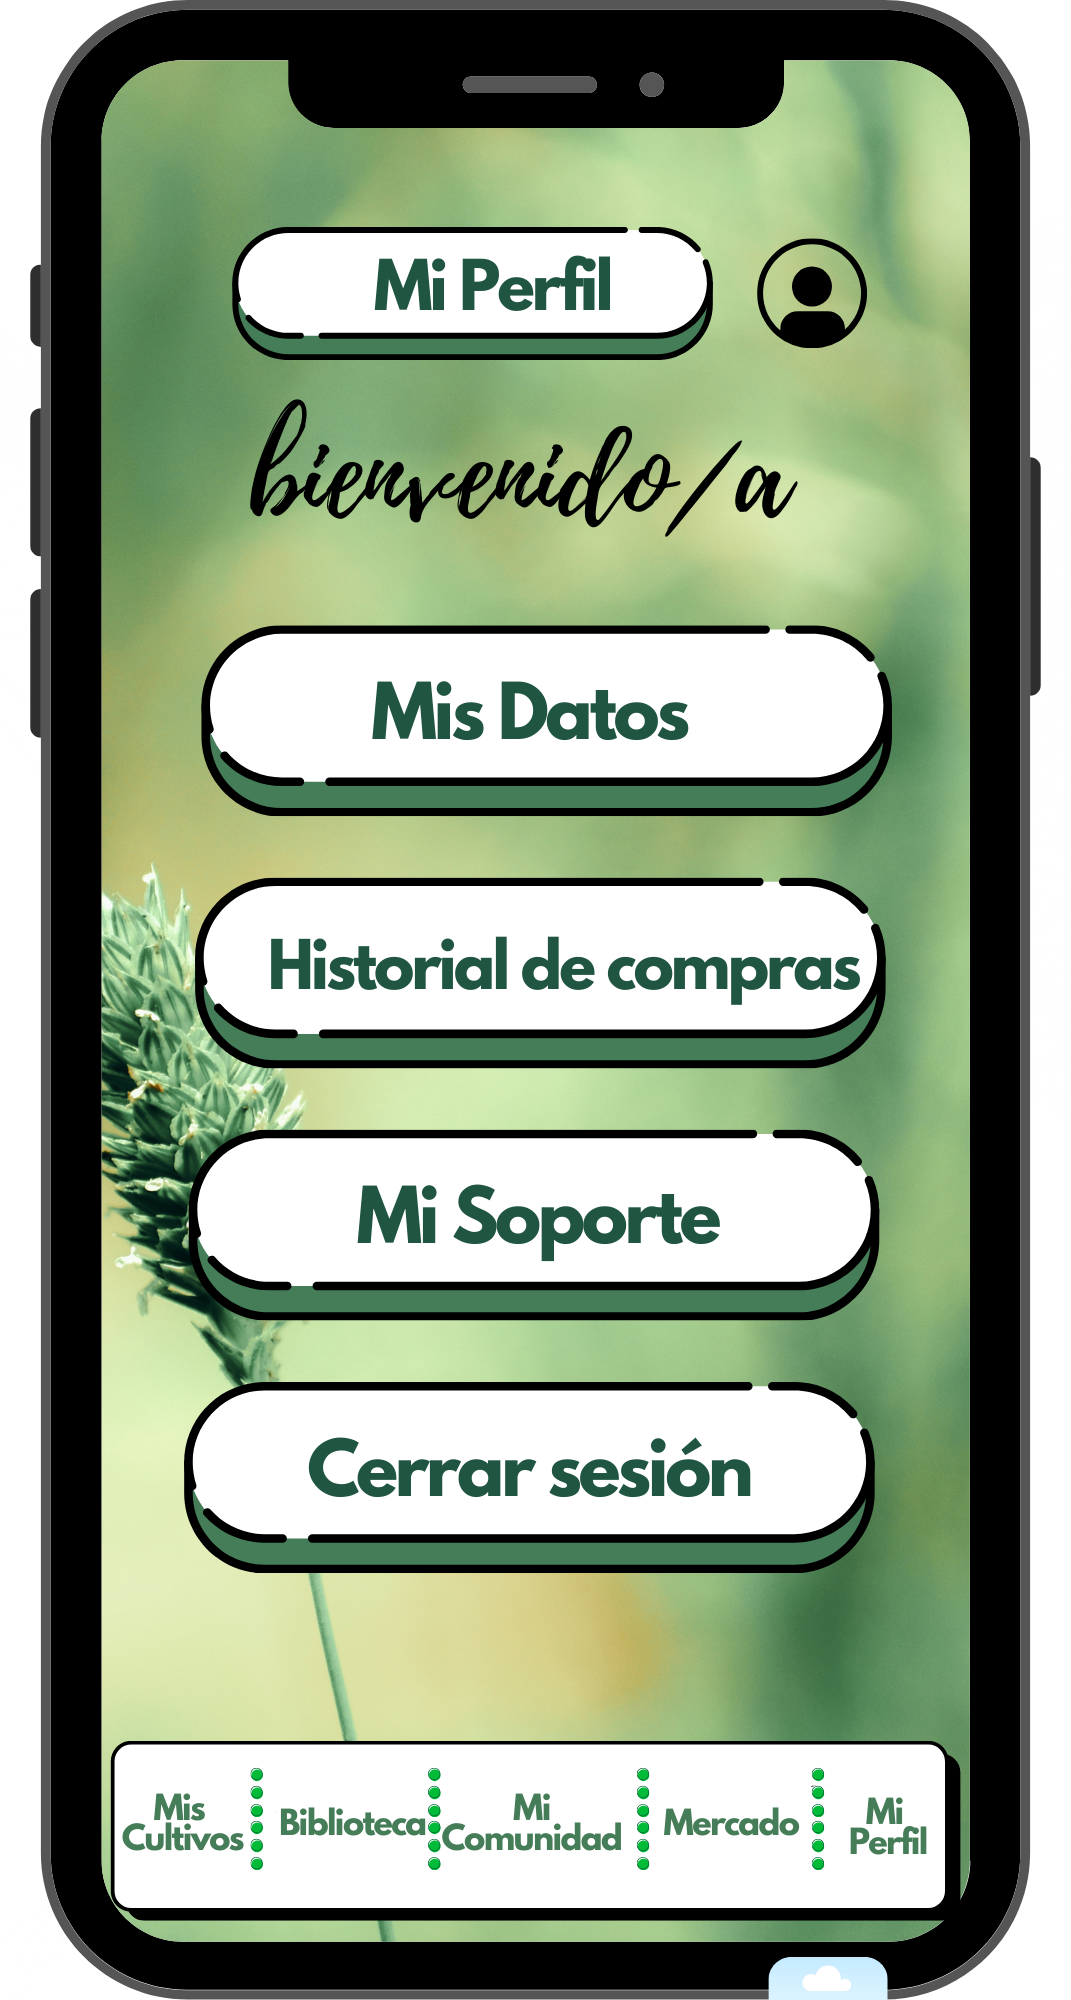 Mi Perfil
bienvenido/a
Mis Datos
Historial de compras
Mi Soporte
Cerrar sesión
Mis
Cultivos
Biblioteca
Mi
Comunidad
Mercado
Mi
Perfil